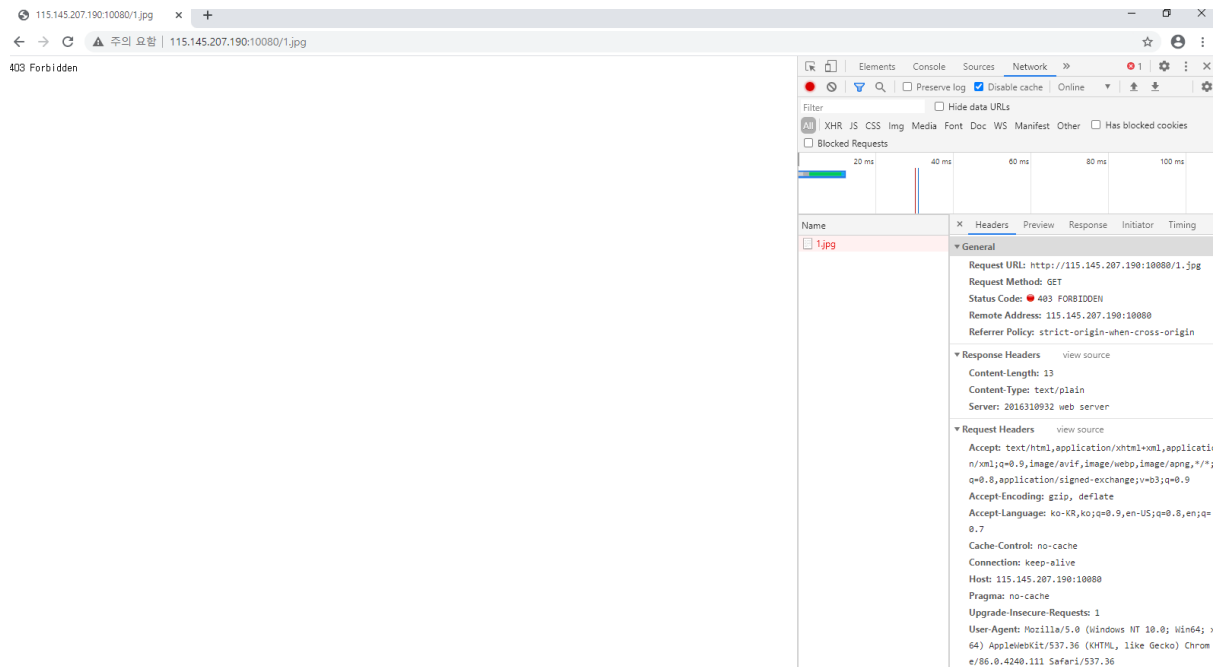 115.145.207.190:10080/1.jpg
주의 요함 115.145.207.190:10080/1.jpg
403 Forbidden
Elements Console Sources Network 1
Preserve log Disable cache Online
Filter Hide data URLs
All XHR JS CSS Img Media Font Doc WS Manifest Other Has blocked cookies
Blocked Requests
20 ms 40 ms 60 ms 80 ms 100 ms
Name
1.jpg
Headers Preview Response Initiator Timing
General
Request URL: http://115.145.207.190:10080/1.jpg
Request Method: GET
Status Code: 403 FORBIDDEN
Remote Address: 115.145.207.190:10080
Referrer Policy: strict-origin-when-cross-origin
Response Headers view source
Content-Length: 13
Content-Type: text/plain
Server: 2016310932 web server
Request Headers view source
Accept: text/html,application/xhtml+xml,applicatio
n/xml;q=0.9,image/avif,image/webp,image/apng,*/*;
q=0.8,application/signed-exchange;v=b3;q=0.9
Accept-Encoding: gzip, deflate
Accept-Language: ko-KR,ko;q=0.9,en-US;q=0.8,en;q=
0.7
Cache-Control: no-cache
Connection: keep-alive
Host: 115.145.207.190:10080
Pragma: no-cache
Upgrade-Insecure-Requests: 1
User-Agent: Mozilla/5.0 (Windows NT 10.0; Win64; x
64) AppleWebKit/537.36 (KHTML, like Gecko) Chrom
e/86.0.4240.111 Safari/537.36